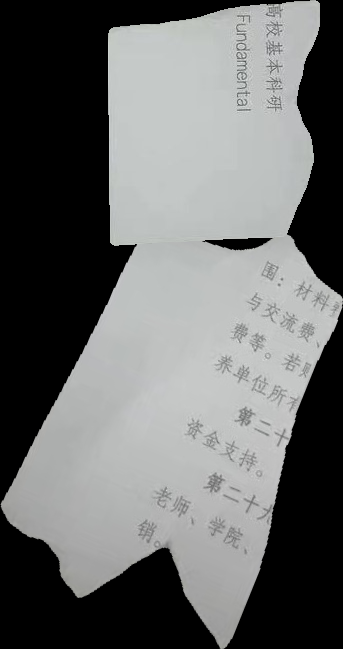 高校基本科研
Fundamental
围：材料
与交流费、
费等。若
养单位所
第二十
资金支持。
第二十
老师、学院、
销。